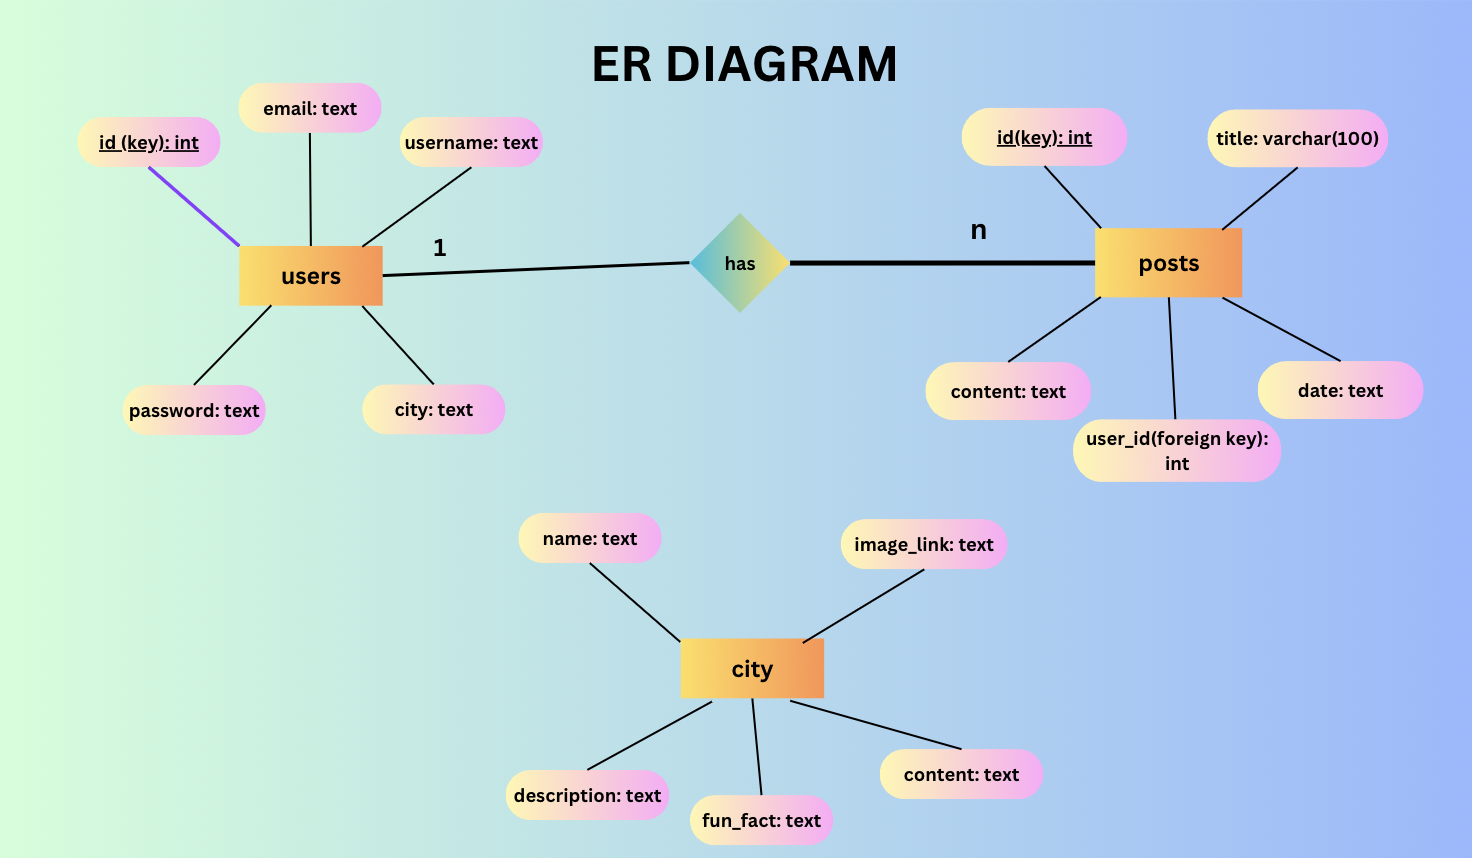 ER DIAGRAM
email: text
id (key): int
username: text
id(key): int
title: varchar(100)
1
n
users
has
posts
password: text
city: text
content: text
date: text
user_id(foreign key):
int
name: text
image_link: text
city
description: text
fun_fact: text
content: text